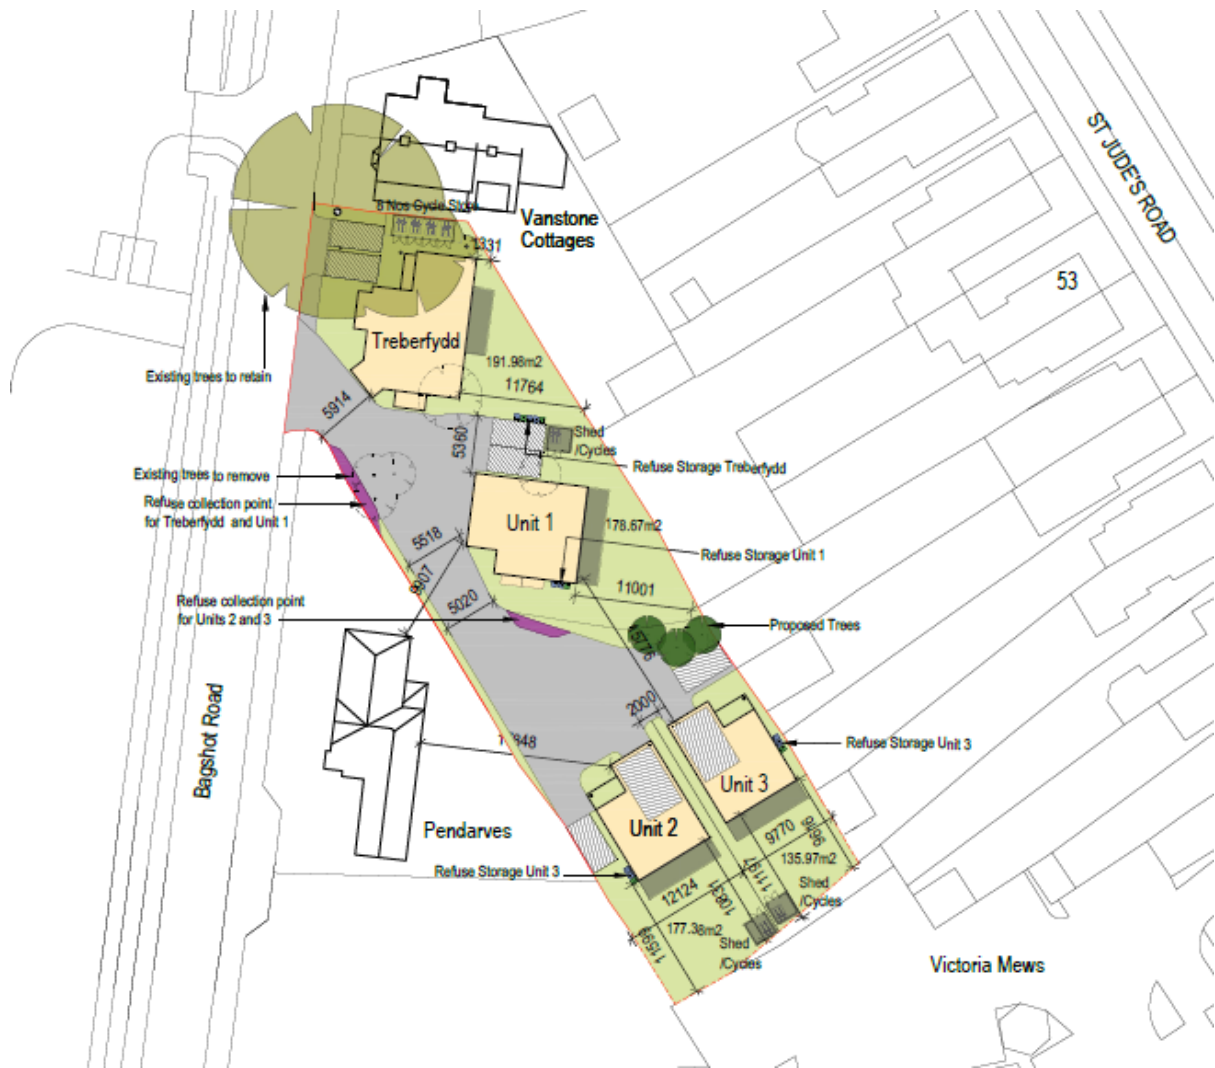 ST JUDE'S ROAD
8 Nos Cycle Store
Vanstone
Cottages
1331
53
Treberfydd
191.98m2
11764
Existing trees to retain
5914
5360
Shed
/Cycles
Refuse Storage Treberfydd
Existing trees to remove
Refuse collection point
for Treberfydd and Unit 1
Unit 1
178.67m2
5518
Refuse Storage Unit 1
11001
Refuse collection point
for Units 2 and 3
5020
Proposed Trees
2000
Bagshot Road
Refuse Storage Unit 3
Unit 3
Pendarves
Unit 2
9770
9676
135.97m2
Refuse Storage Unit 3
12124
10831
11197
Shed
/Cycles
177.38m2
11599
Shed
/Cycles
Victoria Mews